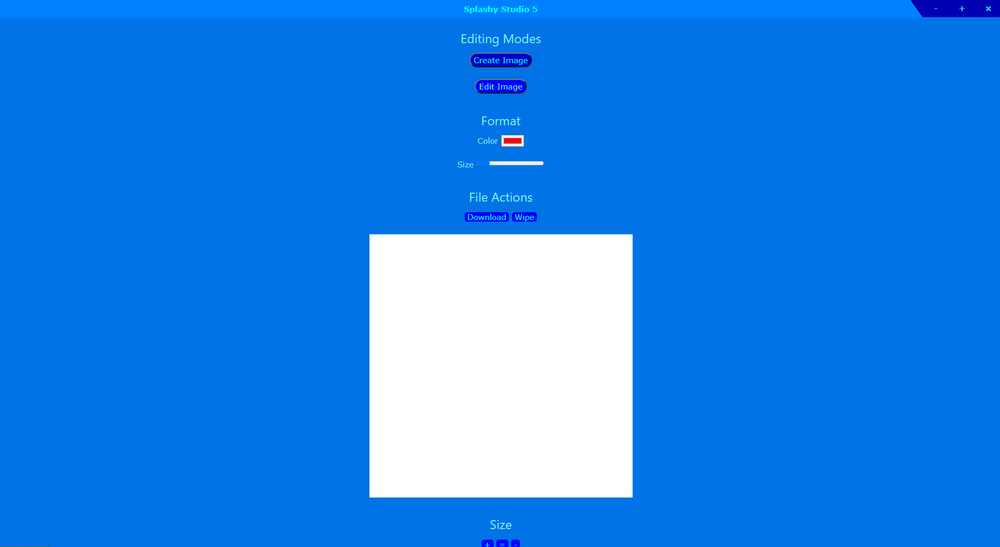 Splashy Studio 5
- + ×
Editing Modes
Create Image
Edit Image
Format
Color
Size
File Actions
Download Wipe
Size
+ = -